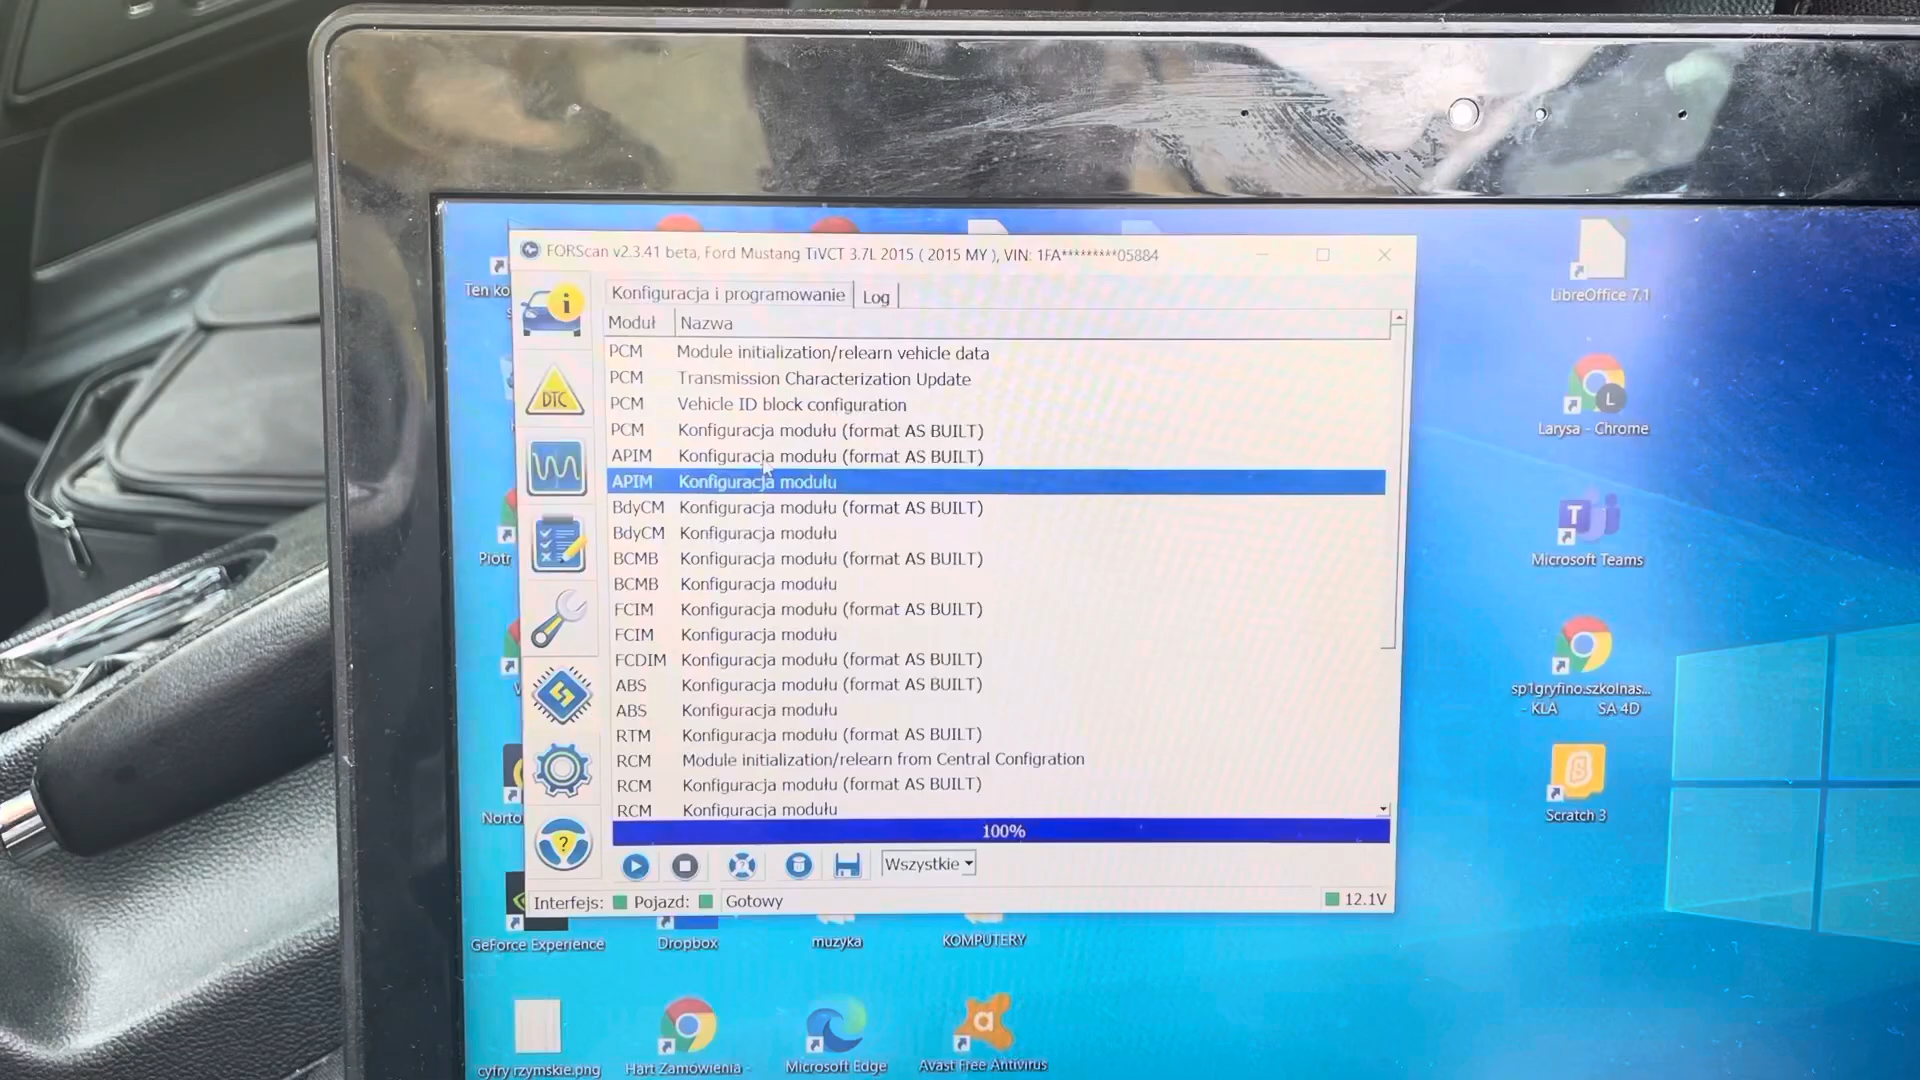 FORScan v2.3.41 beta, Ford Mustang TiVCT 3.7L 2015 ( 2015 MY ), VIN: 1FA*********05884
Konfiguracja i programowanie
Log
Moduł Nazwa
PCM Module initialization/relearn vehicle data
PCM Transmission Characterization Update
PCM Vehicle ID block configuration
PCM Konfiguracja modułu (format AS BUILT)
APIM Konfiguracja modułu (format AS BUILT)
APIM Konfiguracja modułu
BdyCM Konfiguracja modułu (format AS BUILT)
BdyCM Konfiguracja modułu
BCMB Konfiguracja modułu (format AS BUILT)
BCMB Konfiguracja modułu
FCIM Konfiguracja modułu (format AS BUILT)
FCIM Konfiguracja modułu
FCDIM Konfiguracja modułu (format AS BUILT)
ABS Konfiguracja modułu (format AS BUILT)
ABS Konfiguracja modułu
RTM Konfiguracja modułu (format AS BUILT)
RCM Module initialization/relearn from Central Configration
RCM Konfiguracja modułu (format AS BUILT)
RCM Konfiguracja modułu
100%
Wszystkie
Interfejs: Pojazd: Gotowy 12.1V
i
DTC
?
Ten ko
Piotr
Norto
GeForce Experience
Dropbox
muzyka
KOMPUTERY
cyfry rzymskie.png
Hart Zamówienia -
Microsoft Edge
a
Avast Free Antivirus
LibreOffice 7.1
L
Larysa - Chrome
T
Microsoft Teams
sp1gryfino.szkolnas...
- KLA SA 4D
Scratch 3